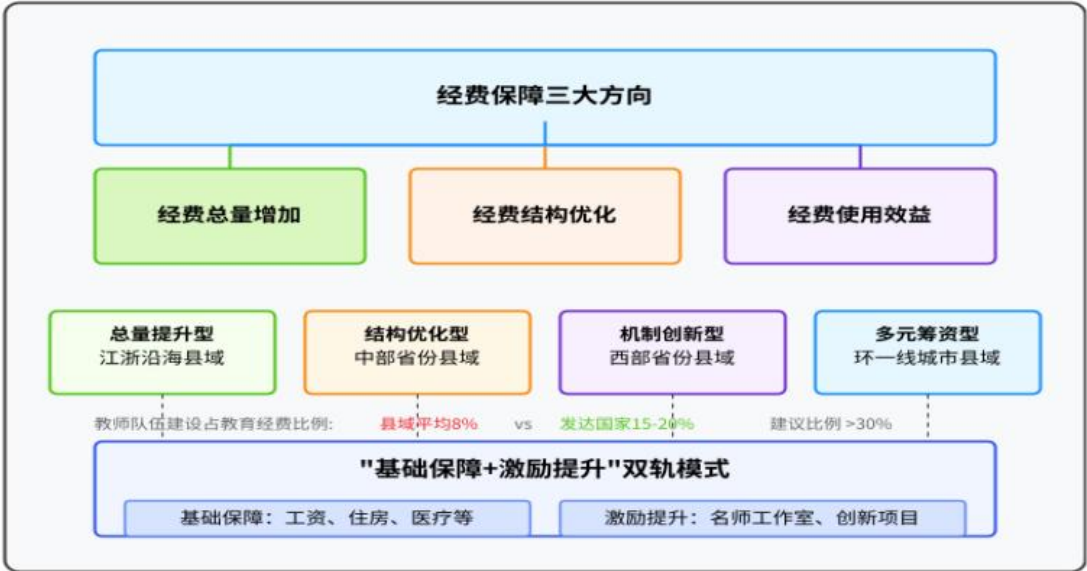 经费保障三大方向
经费总量增加 经费结构优化 经费使用效益
总量提升型 结构优化型 机制创新型 多元筹资型
江浙沿海县域 中部省份县域 西部省份县域 环一线城市县域
教师队伍建设占教育经费比例: 县域平均8% vs 发达国家15-20% 建议比例 >30%
"基础保障+激励提升"双轨模式
基础保障：工资、住房、医疗等 激励提升：名师工作室、创新项目